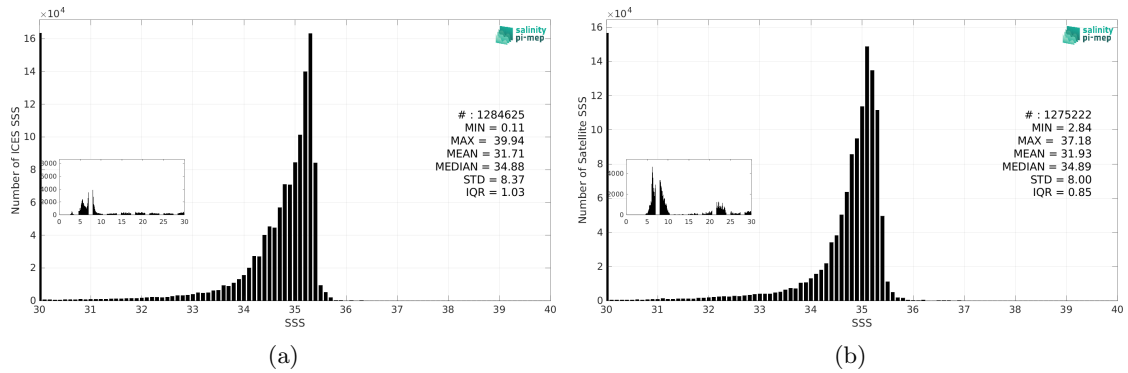 ×10⁴
16
14
12
10
8
6
4
2
0
Number of ICES SSS
30 31 32 33 34 35 36 37 38 39 40
SSS
salinity
pi-mep
# : 1284625
MIN = 0.11
MAX = 39.94
MEAN = 31.71
MEDIAN = 34.88
STD = 8.37
IQR = 1.03
8000
6000
4000
2000
0
0 5 10 15 20 25 30
(a)
×10⁴
16
14
12
10
8
6
4
2
0
Number of Satellite SSS
30 31 32 33 34 35 36 37 38 39 40
SSS
salinity
pi-mep
# : 1275222
MIN = 2.84
MAX = 37.18
MEAN = 31.93
MEDIAN = 34.89
STD = 8.00
IQR = 0.85
4000
2000
0
0 5 10 15 20 25 30
(b)